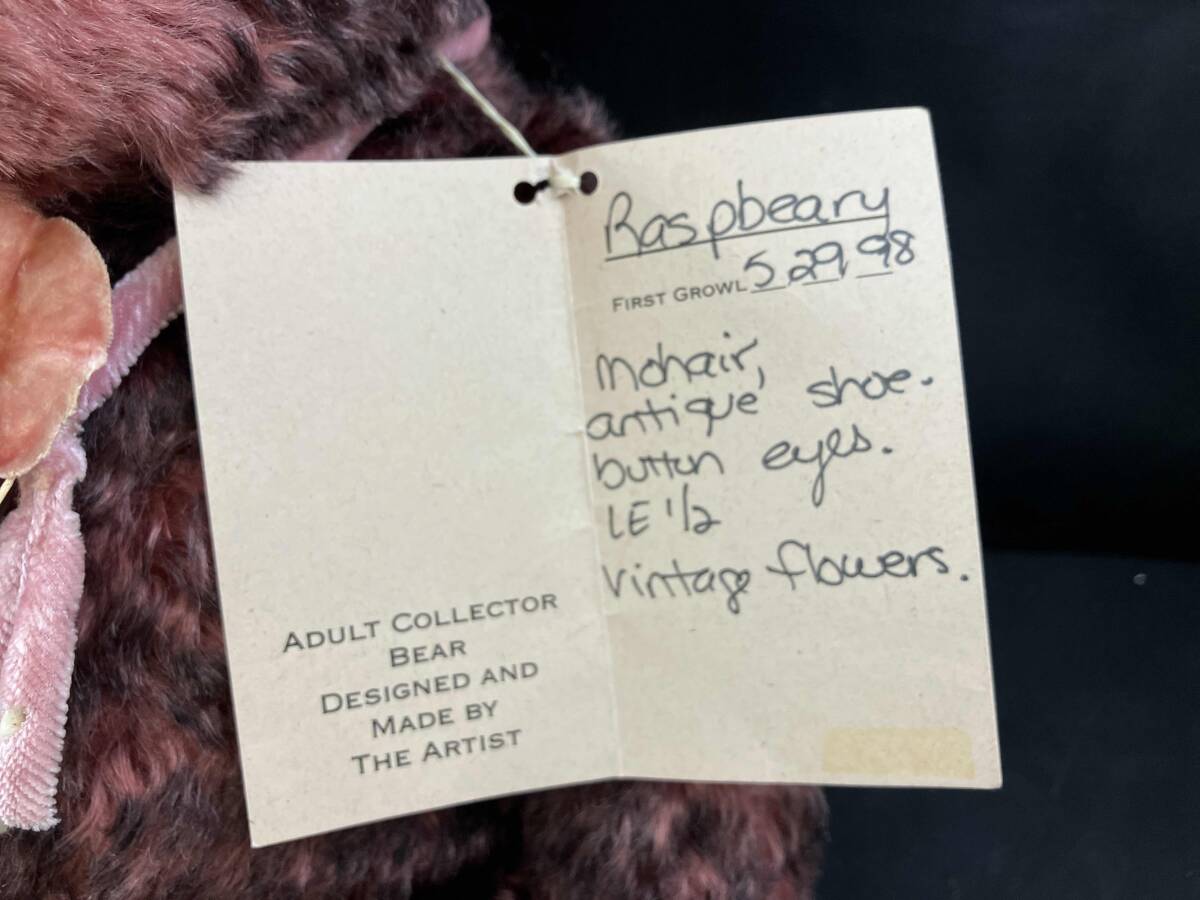 ADULT COLLECTOR
BEAR
DESIGNED AND
MADE BY
THE ARTIST
Raspbeary
FIRST GROWL 5 29 98
mohair,
antique shoe.
button eyes.
LE 1/2
vintage flowers.